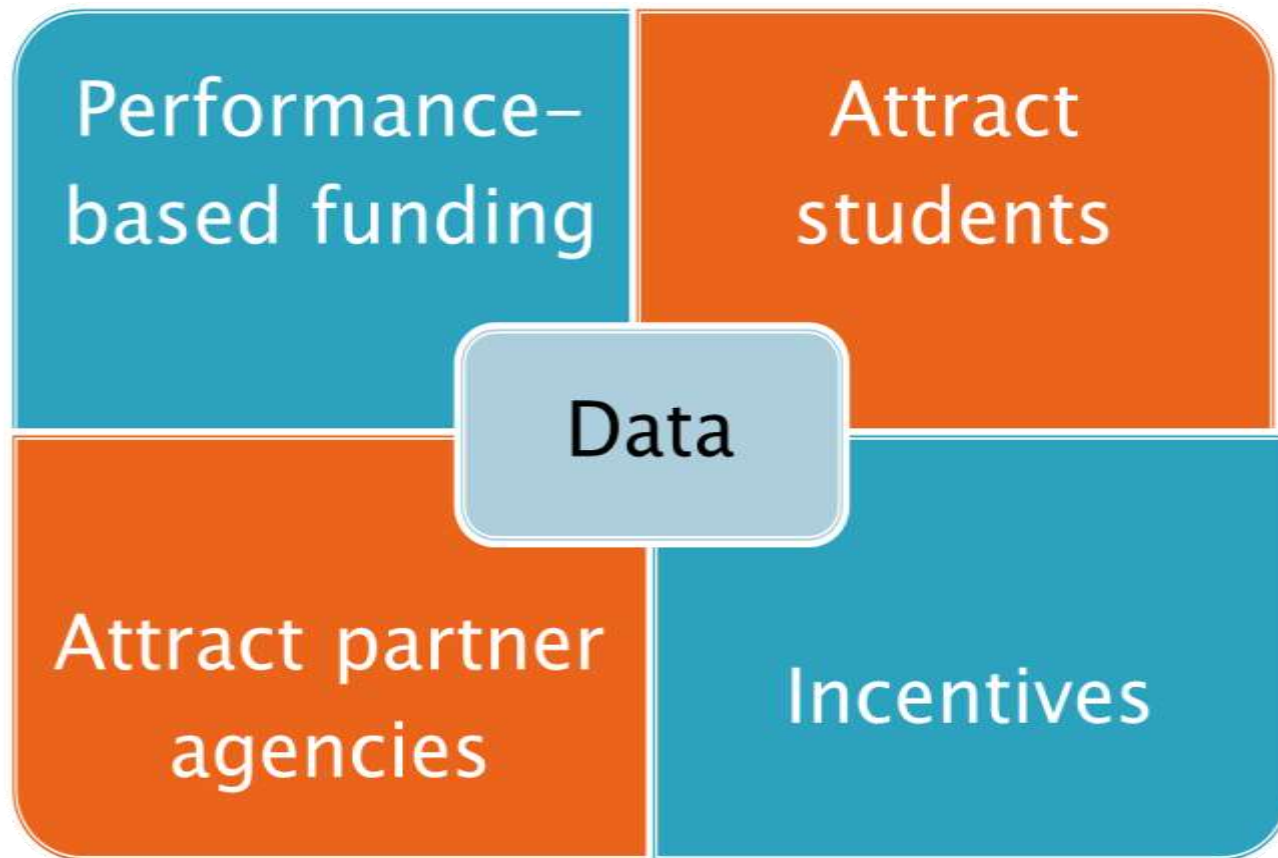 Performance-
based funding
Attract
students
Data
Attract partner
agencies
Incentives